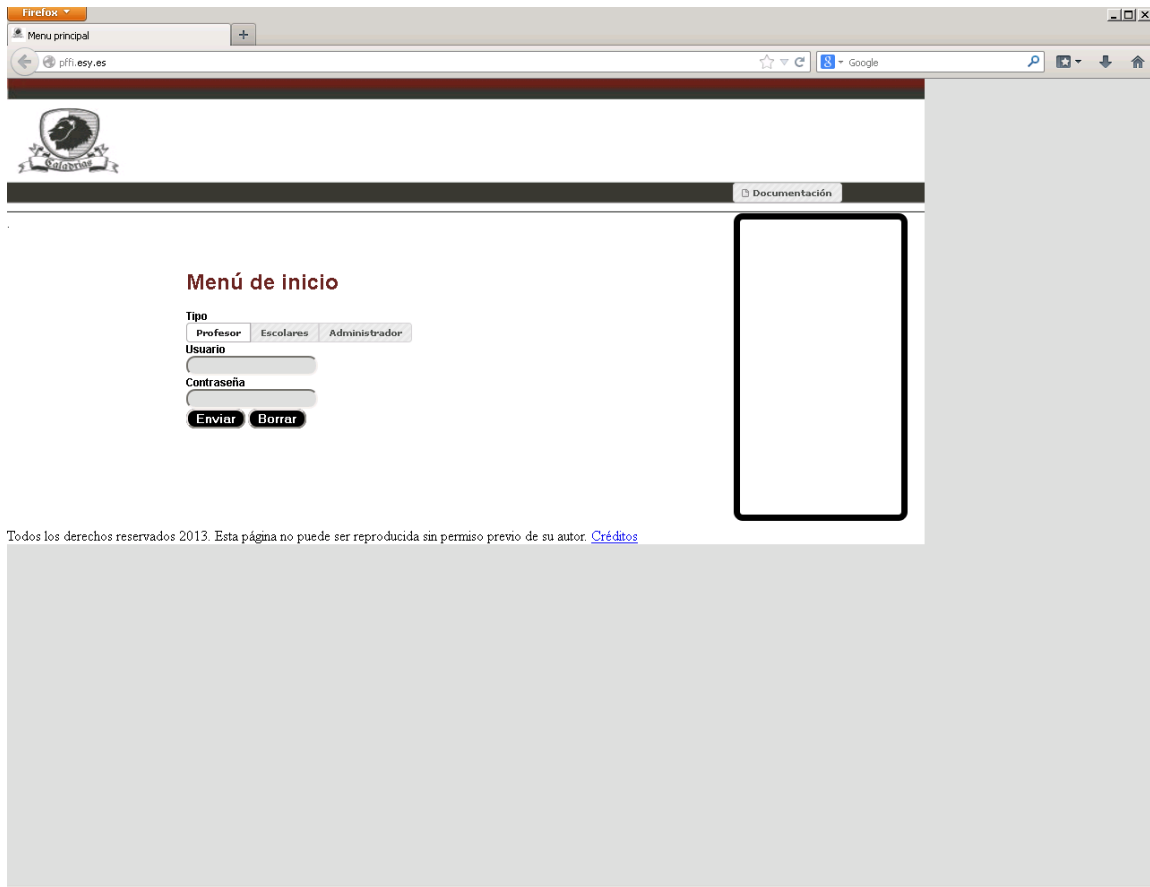 Firefox
Menu principal
pffi.esy.es
Google
Caladrias
Documentación
.
Menú de inicio
Tipo
Profesor Escolares Administrador
Usuario
Contraseña
Enviar Borrar
Todos los derechos reservados 2013. Esta página no puede ser reproducida sin permiso previo de su autor. Créditos